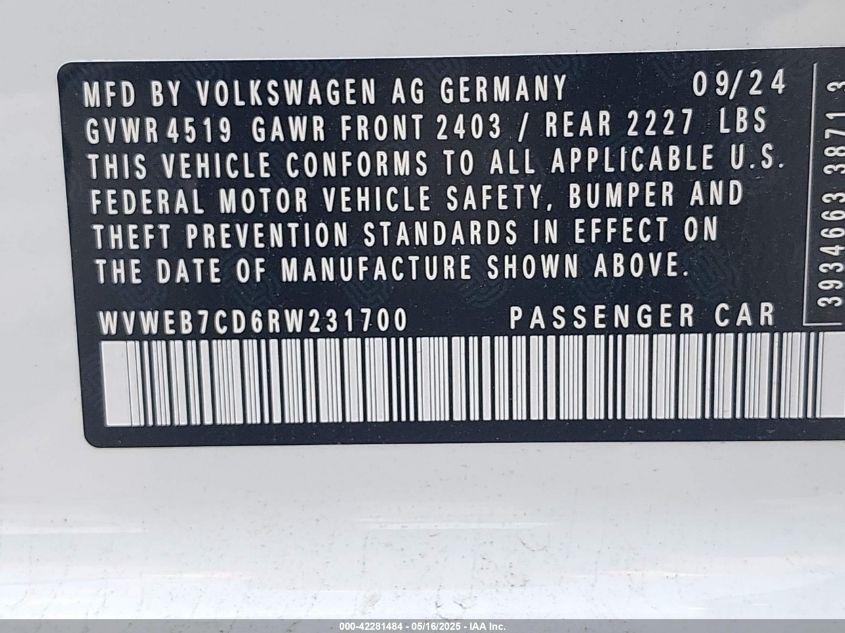 MFD BY VOLKSWAGEN AG GERMANY 09/24
GVWR 4519 GAWR FRONT 2403 / REAR 2227 LBS
THIS VEHICLE CONFORMS TO ALL APPLICABLE U.S.
FEDERAL MOTOR VEHICLE SAFETY, BUMPER AND
THEFT PREVENTION STANDARDS IN EFFECT ON
THE DATE OF MANUFACTURE SHOWN ABOVE.
WVWEB7CD6RW231700 PASSENGER CAR
3934663 3871 3
000-42281484 - 05/16/2025 - IAA Inc.